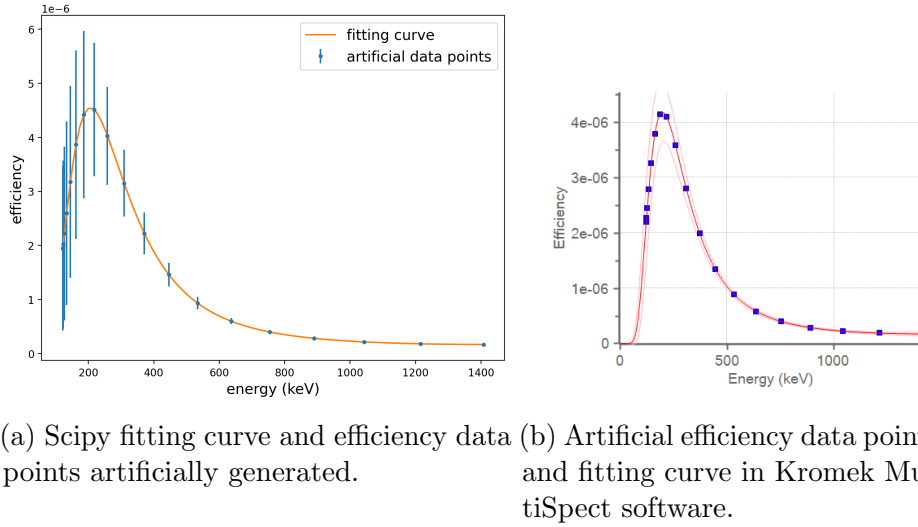 1e−6
6
5
4
3
2
1
0
efficiency
200
400
600
800
1000
1200
1400
energy (keV)
fitting curve
artificial data points
4e-06
3e-06
2e-06
1e-06
0
Efficiency
0
500
1000
Energy (keV)
(a) Scipy fitting curve and efficiency data
points artificially generated.
(b) Artificial efficiency data poin
and fitting curve in Kromek Mu
tiSpect software.